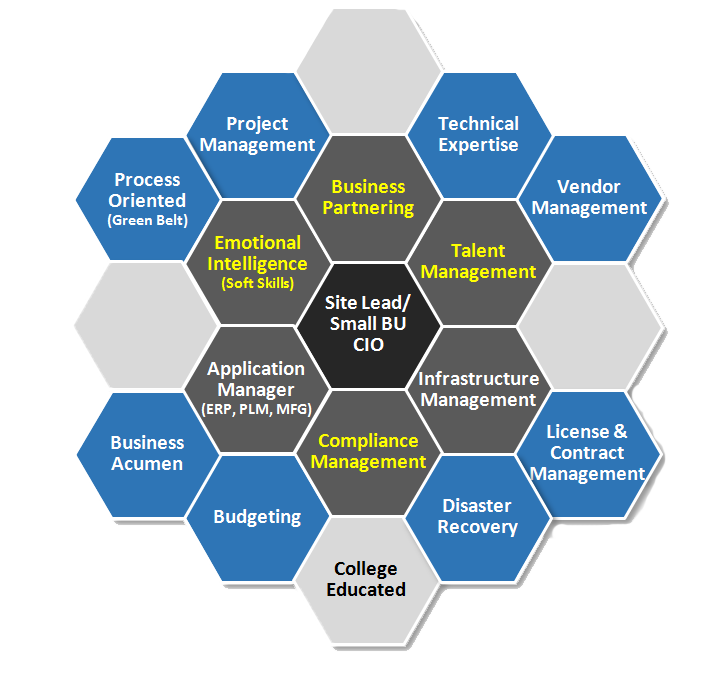 Project
Management
Technical
Expertise
Process
Oriented
(Green Belt)
Business
Partnering
Vendor
Management
Emotional
Intelligence
(Soft Skills)
Talent
Management
Site Lead/
Small BU
CIO
Application
Manager
(ERP, PLM, MFG)
Infrastructure
Management
Business
Acumen
Compliance
Management
License &
Contract
Management
Budgeting
Disaster
Recovery
College
Educated